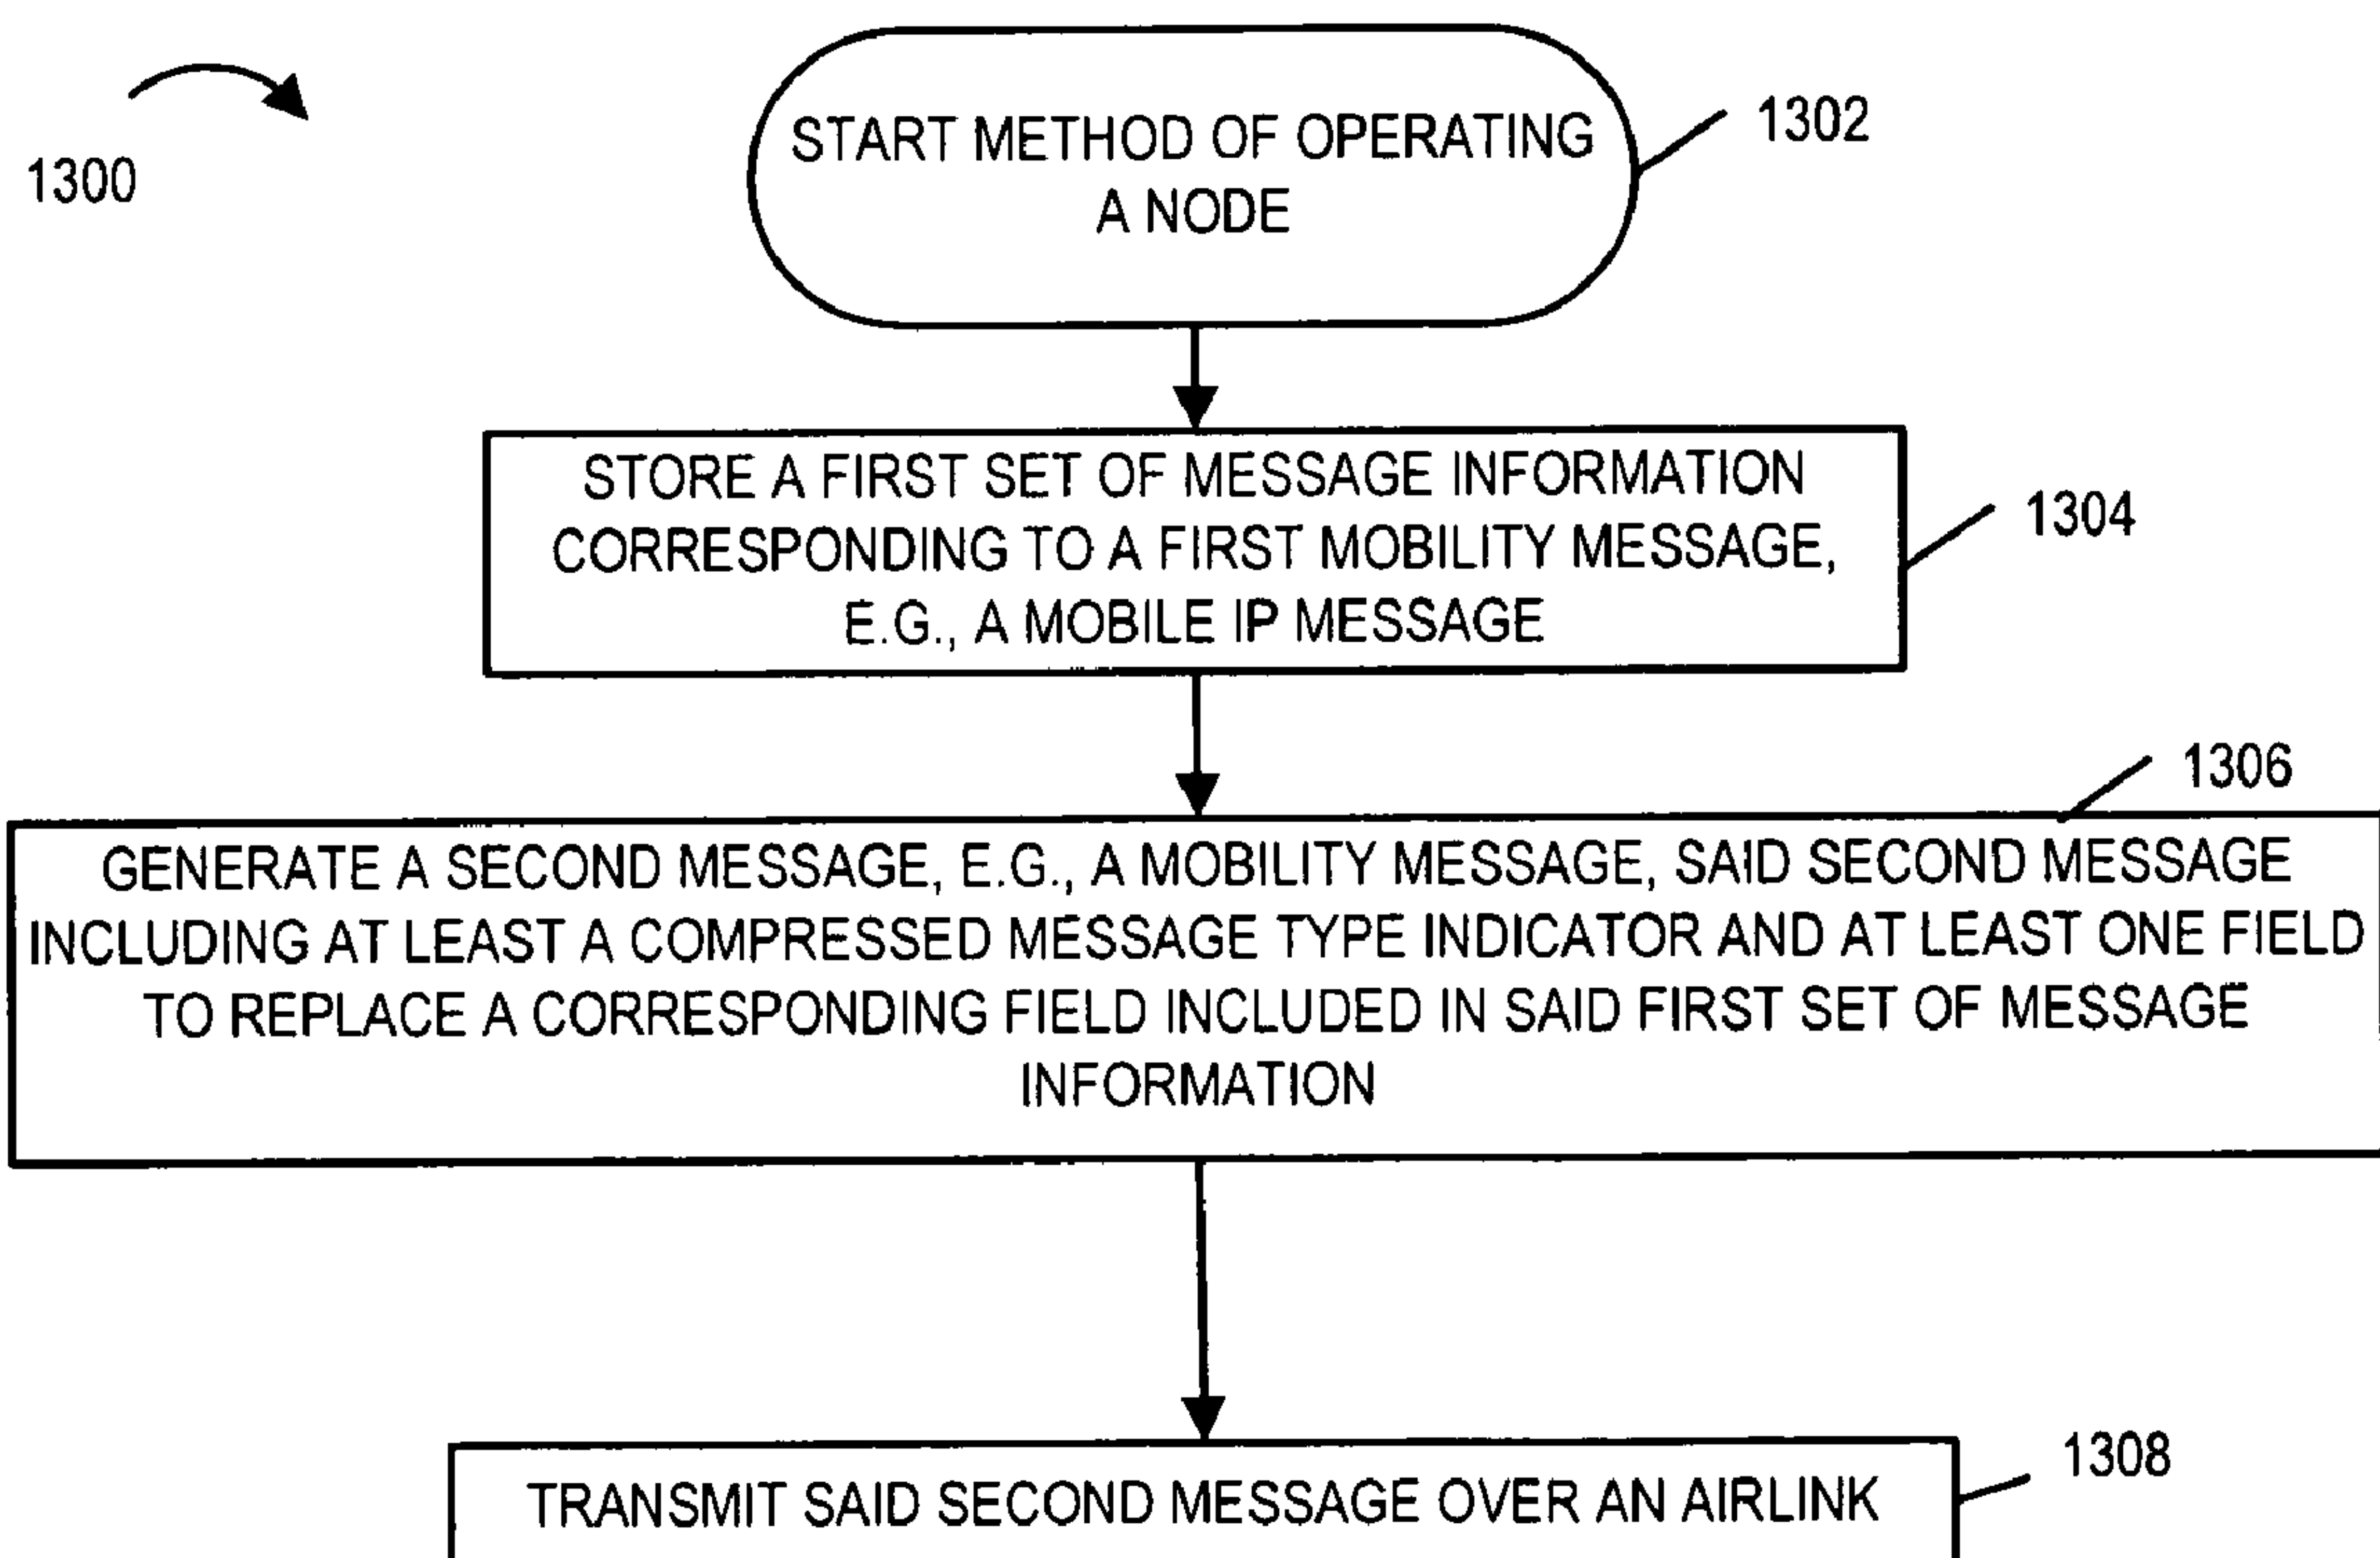 1300
START METHOD OF OPERATING
A NODE
1302
STORE A FIRST SET OF MESSAGE INFORMATION
CORRESPONDING TO A FIRST MOBILITY MESSAGE,
E.G., A MOBILE IP MESSAGE
1304
1306
GENERATE A SECOND MESSAGE, E.G., A MOBILITY MESSAGE, SAID SECOND MESSAGE
INCLUDING AT LEAST A COMPRESSED MESSAGE TYPE INDICATOR AND AT LEAST ONE FIELD
TO REPLACE A CORRESPONDING FIELD INCLUDED IN SAID FIRST SET OF MESSAGE
INFORMATION
1308
TRANSMIT SAID SECOND MESSAGE OVER AN AIRLINK